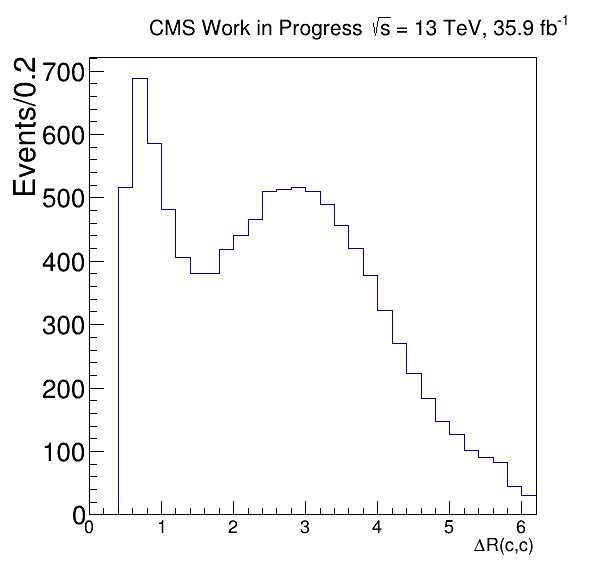 CMS Work in Progress √s = 13 TeV, 35.9 fb⁻¹
Events/0.2
700
600
500
400
300
200
100
0
0 1 2 3 4 5 6
ΔR(c,c)